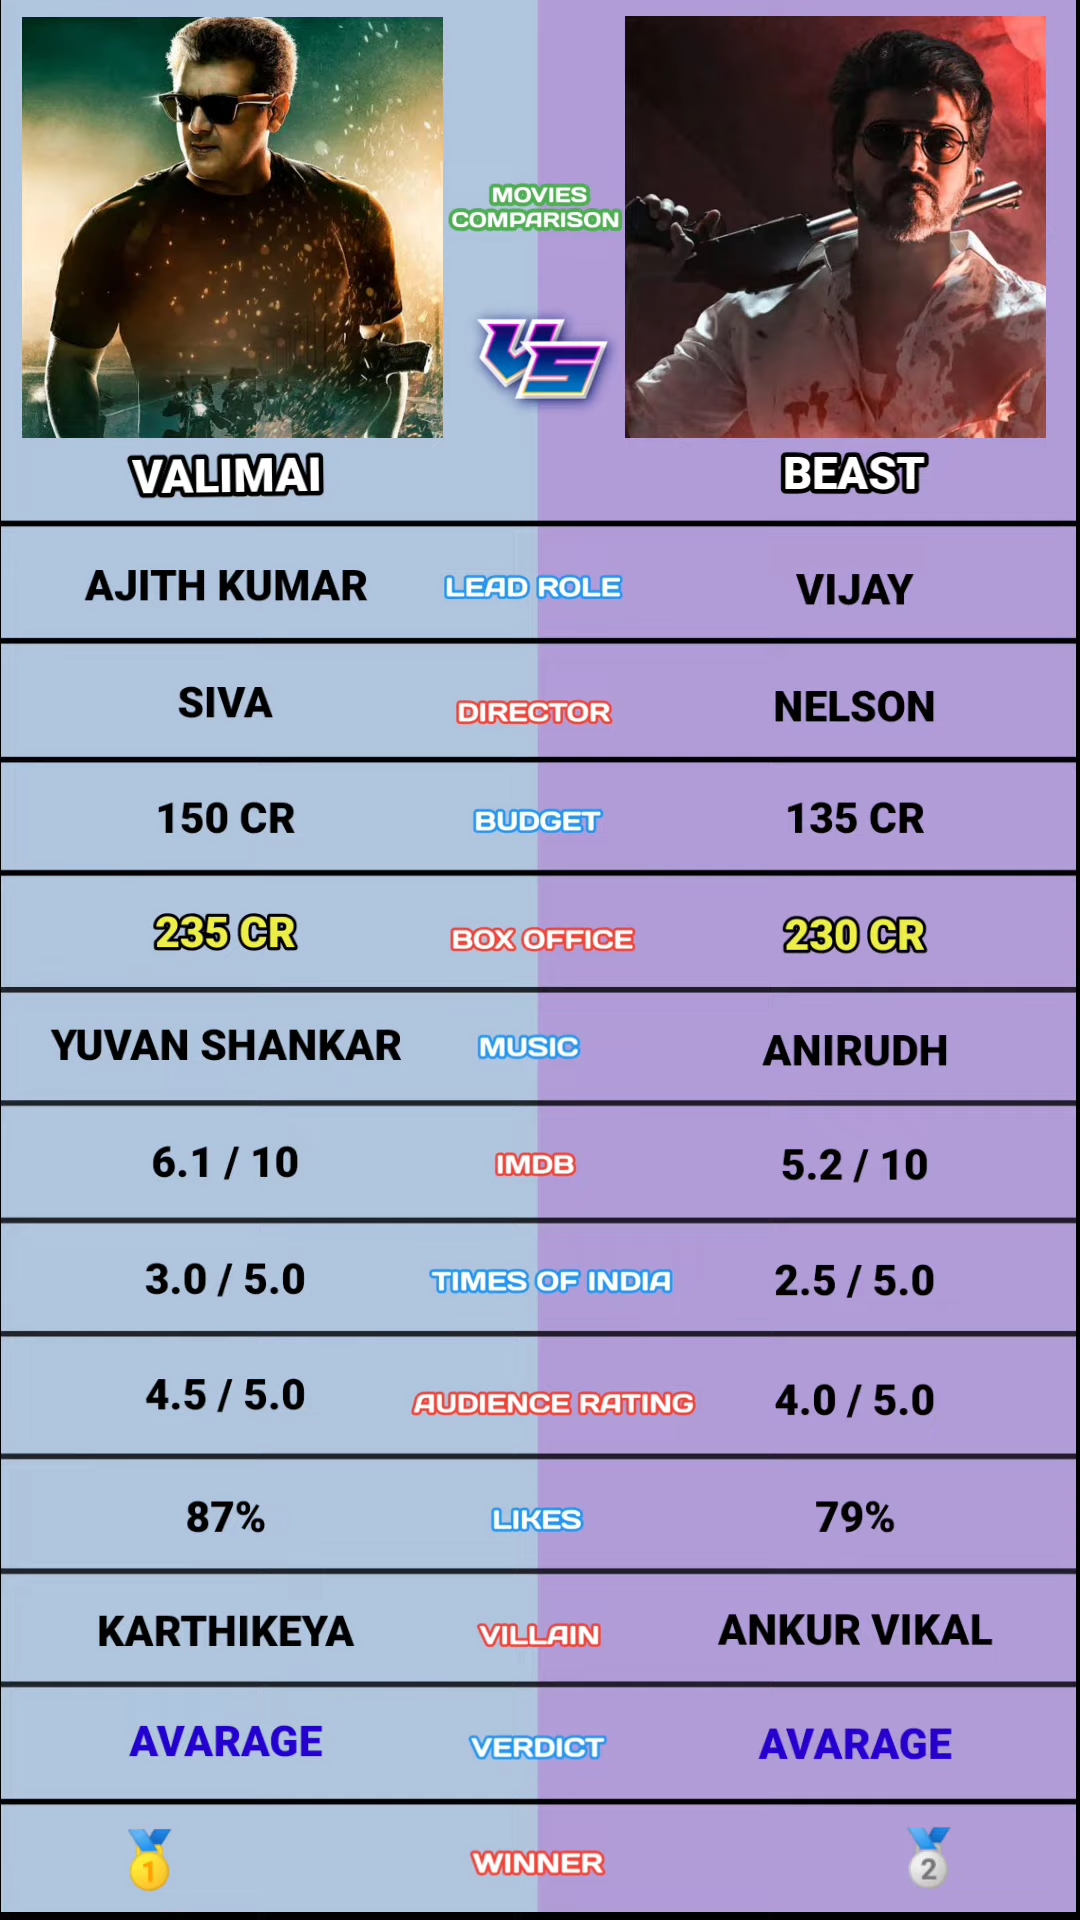 MOVIES
COMPARISON
VS
VALIMAI
BEAST
AJITH KUMAR LEAD ROLE VIJAY
SIVA DIRECTOR NELSON
150 CR BUDGET 135 CR
235 CR BOX OFFICE 230 CR
YUVAN SHANKAR MUSIC ANIRUDH
6.1 / 10 IMDB 5.2 / 10
3.0 / 5.0 TIMES OF INDIA 2.5 / 5.0
4.5 / 5.0 AUDIENCE RATING 4.0 / 5.0
87% LIKES 79%
KARTHIKEYA VILLAIN ANKUR VIKAL
AVARAGE VERDICT AVARAGE
1 WINNER 2